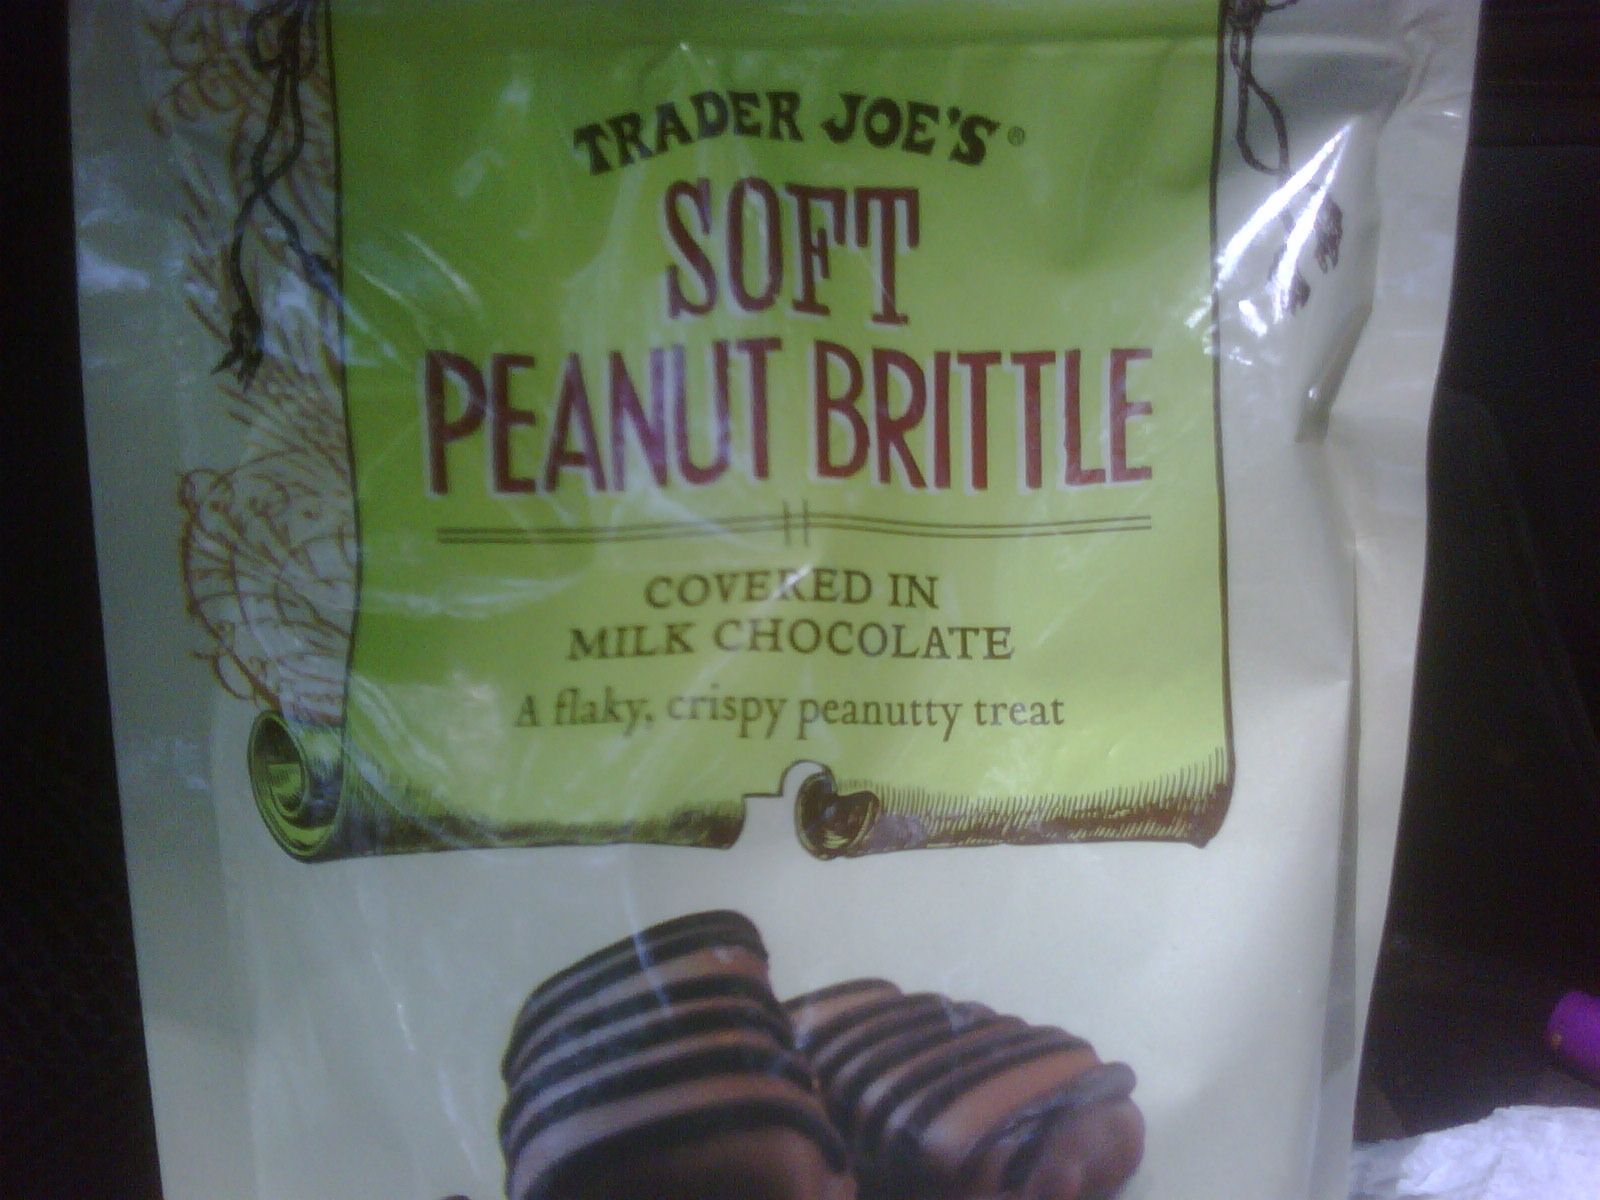 TRADER JOE'S®
SOFT
PEANUT BRITTLE
COVERED IN
MILK CHOCOLATE
A flaky, crispy peanutty treat